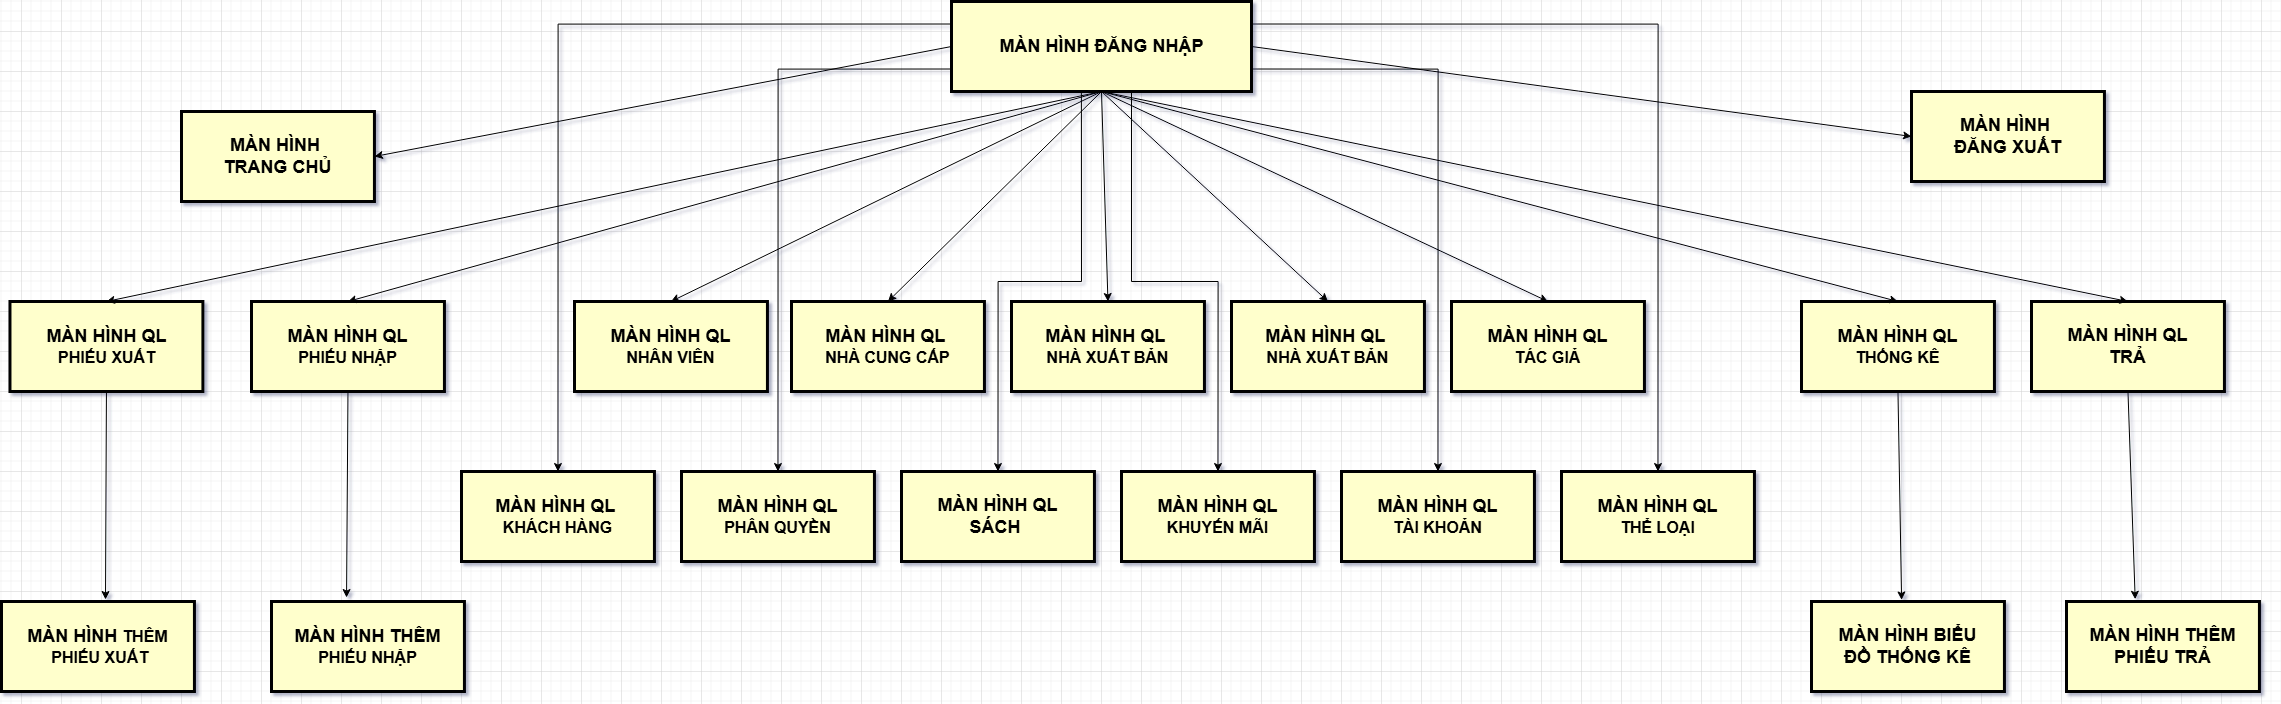 MÀN HÌNH ĐĂNG NHẬP
MÀN HÌNH
TRANG CHỦ
MÀN HÌNH
ĐĂNG XUẤT
MÀN HÌNH QL
PHIẾU XUẤT
MÀN HÌNH QL
PHIẾU NHẬP
MÀN HÌNH QL
NHÂN VIÊN
MÀN HÌNH QL
NHÀ CUNG CẤP
MÀN HÌNH QL
NHÀ XUẤT BẢN
MÀN HÌNH QL
NHÀ XUẤT BẢN
MÀN HÌNH QL
TÁC GIẢ
MÀN HÌNH QL
THỐNG KÊ
MÀN HÌNH QL
TRẢ
MÀN HÌNH QL
KHÁCH HÀNG
MÀN HÌNH QL
PHÂN QUYỀN
MÀN HÌNH QL
SÁCH
MÀN HÌNH QL
KHUYẾN MÃI
MÀN HÌNH QL
TÀI KHOẢN
MÀN HÌNH QL
THỂ LOẠI
MÀN HÌNH THÊM
PHIẾU XUẤT
MÀN HÌNH THÊM
PHIẾU NHẬP
MÀN HÌNH BIỂU
ĐỒ THỐNG KÊ
MÀN HÌNH THÊM
PHIẾU TRẢ